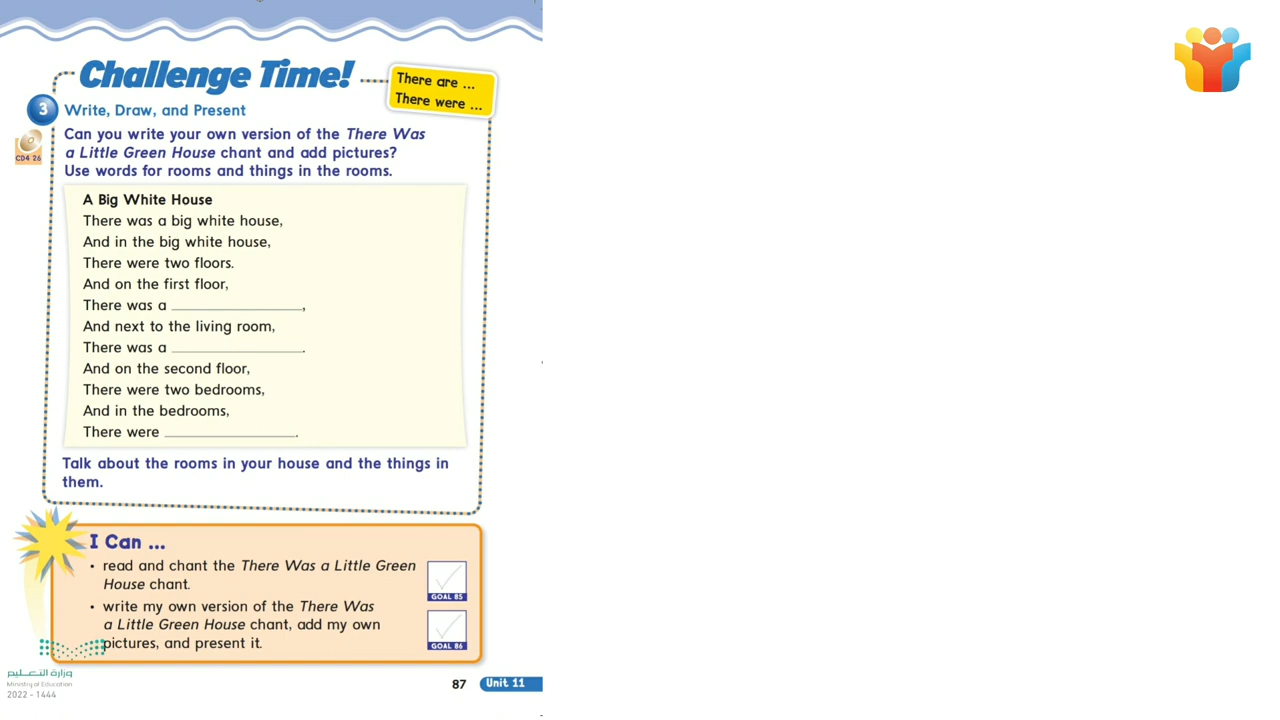 Challenge Time!
There are ...
There were ...
3 Write, Draw, and Present
CD4 26
Can you write your own version of the There Was
a Little Green House chant and add pictures?
Use words for rooms and things in the rooms.
A Big White House
There was a big white house,
And in the big white house,
There were two floors.
And on the first floor,
There was a ____________,
And next to the living room,
There was a ____________.
And on the second floor,
There were two bedrooms,
And in the bedrooms,
There were ____________.
Talk about the rooms in your house and the things in
them.
I Can ...
• read and chant the There Was a Little Green
House chant.
GOAL 85
• write my own version of the There Was
a Little Green House chant, add my own
pictures, and present it.
GOAL 86
وزارة التعليم
Ministry of Education
2022 - 1444
87 Unit 11